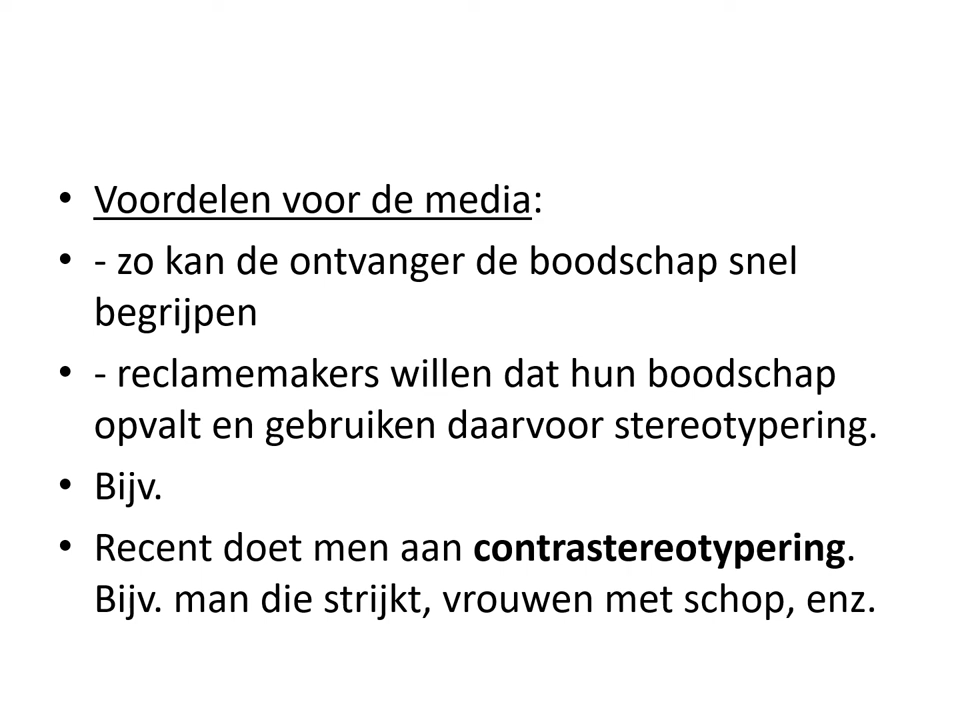 • Voordelen voor de media:
• - zo kan de ontvanger de boodschap snel
begrijpen
• - reclamemakers willen dat hun boodschap
opvalt en gebruiken daarvoor stereotypering.
• Bijv.
• Recent doet men aan contrastereotypering.
Bijv. man die strijkt, vrouwen met schop, enz.